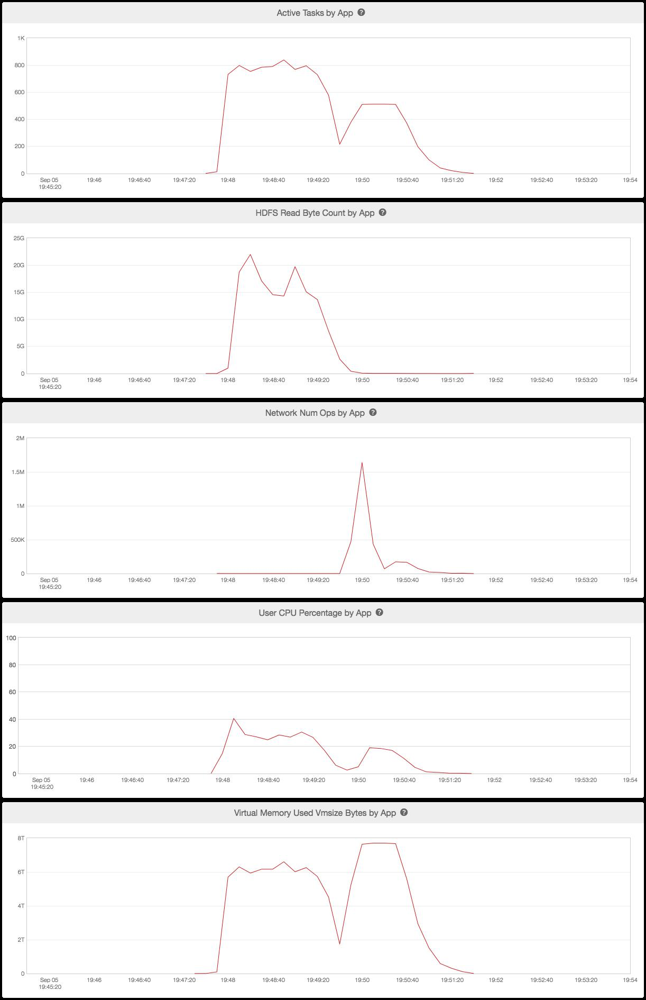 Active Tasks by App ?
1K
800
600
400
200
0
Sep 05 19:46 19:46:40 19:47:20 19:48 19:48:40 19:49:20 19:50 19:50:40 19:51:20 19:52 19:52:40 19:53:20 19:54
19:45:20
HDFS Read Byte Count by App ?
25G
20G
15G
10G
5G
0
Sep 05 19:46 19:46:40 19:47:20 19:48 19:48:40 19:49:20 19:50 19:50:40 19:51:20 19:52 19:52:40 19:53:20 19:54
19:45:20
Network Num Ops by App ?
2M
1.5M
1M
500K
0
Sep 05 19:46 19:46:40 19:47:20 19:48 19:48:40 19:49:20 19:50 19:50:40 19:51:20 19:52 19:52:40 19:53:20 19:54
19:45:20
User CPU Percentage by App ?
100
80
60
40
20
0
Sep 05 19:46 19:46:40 19:47:20 19:48 19:48:40 19:49:20 19:50 19:50:40 19:51:20 19:52 19:52:40 19:53:20 19:54
19:45:20
Virtual Memory Used Vmsize Bytes by App ?
8T
6T
4T
2T
0
Sep 05 19:46 19:46:40 19:47:20 19:48 19:48:40 19:49:20 19:50 19:50:40 19:51:20 19:52 19:52:40 19:53:20 19:54
19:45:20